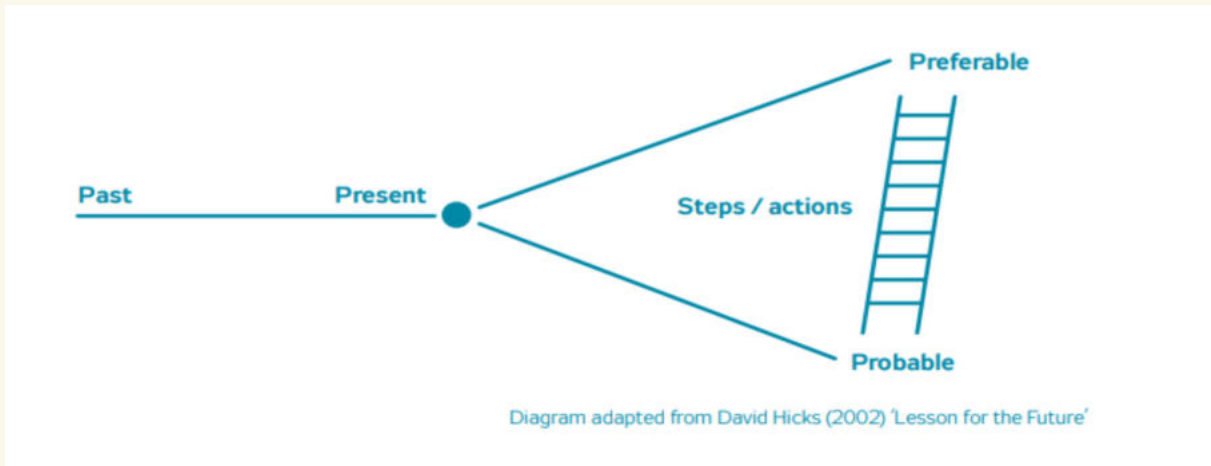 Preferable
Past
Present
Steps / actions
Probable
Diagram adapted from David Hicks (2002) 'Lesson for the Future'